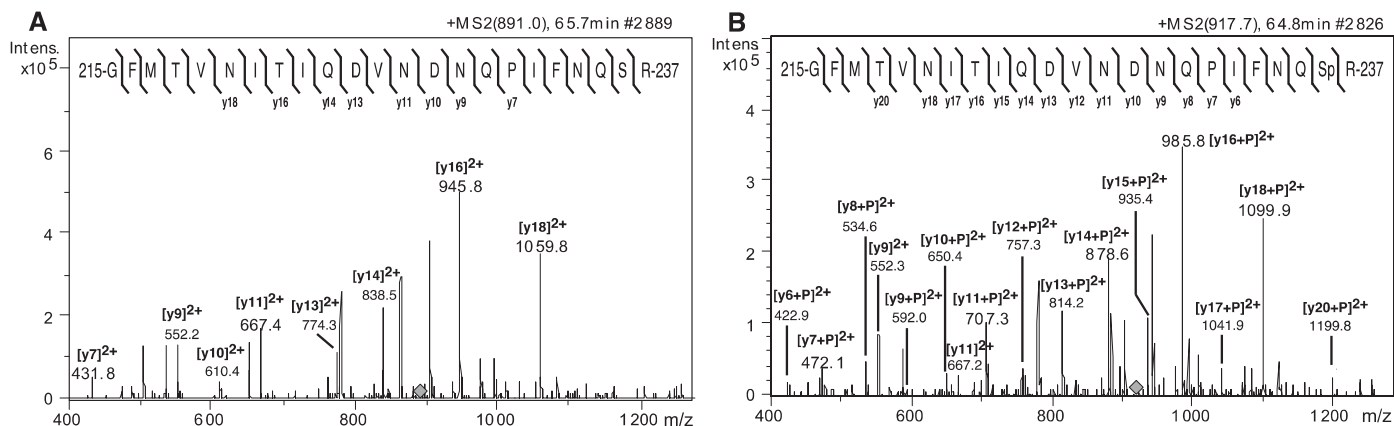 A
+MS2(891.0), 65.7min #2889
Intens.
x10⁵
215-G F M T V N I T I Q D V N D N Q P I F N Q S R-237
y18 y16 y14 y13 y11 y10 y9 y7
6
4
2
0
[y16]²⁺
945.8
[y18]²⁺
1059.8
[y14]²⁺
838.5
[y11]²⁺
667.4
[y13]²⁺
774.3
[y9]²⁺
552.2
[y10]²⁺
610.4
[y7]²⁺
431.8
400 600 800 1000 1200 m/z
B
+MS2(917.7), 64.8min #2826
Intens
x10⁵
215-G F M T V N I T I Q D V N D N Q P I F N Q Sp R-237
y20 y18 y17 y16 y15 y14 y13 y12 y11 y10 y9 y8 y7 y6
4
3
2
1
0
985.8 [y16+P]²⁺
[y15+P]²⁺
935.4
[y18+P]²⁺
1099.9
[y8+P]²⁺
534.6
[y9]²⁺
552.3
[y10+P]²⁺
650.4
[y12+P]²⁺
757.3
[y14+P]²⁺
878.6
[y6+P]²⁺
422.9
[y9+P]²⁺
592.0
[y11+P]²⁺
707.3
[y13+P]²⁺
814.2
[y17+P]²⁺
1041.9
[y20+P]²⁺
1199.8
[y7+P]²⁺
472.1
[y11]²⁺
667.2
400 600 800 1000 1200 m/z